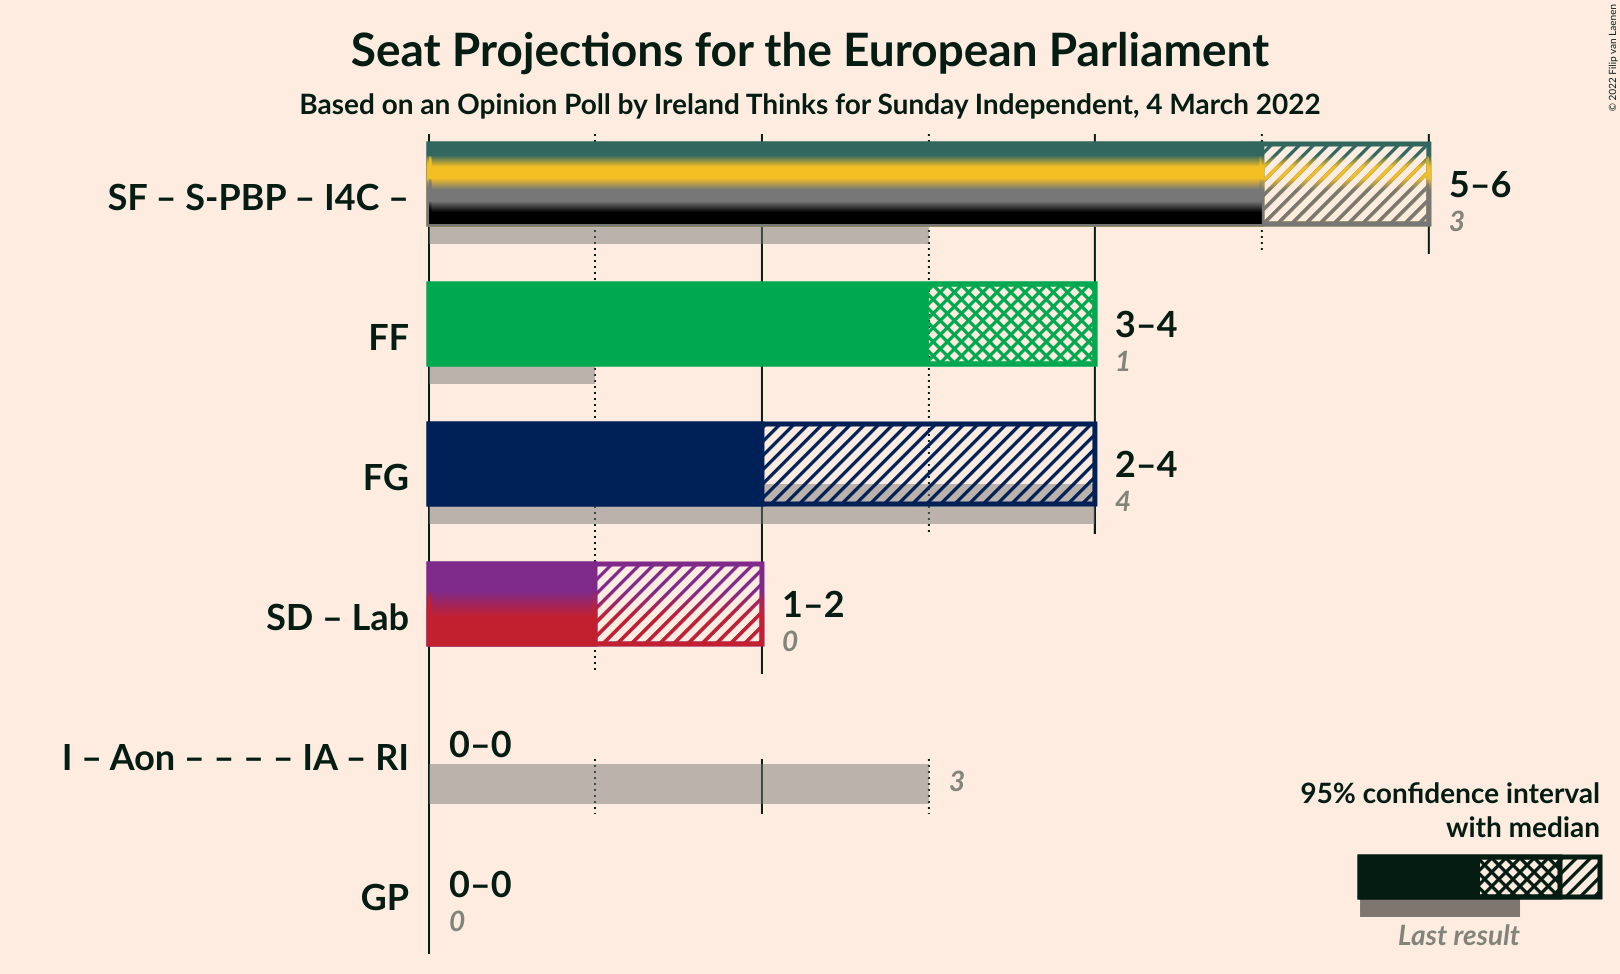 Seat Projections for the European Parliament
Based on an Opinion Poll by Ireland Thinks for Sunday Independent, 4 March 2022
© 2022 Filip van Laenen
SF – S-PBP – I4C –
5–6
3
FF
3–4
1
FG
2–4
4
SD – Lab
1–2
0
I – Aon – – – – IA – RI
0–0
3
GP
0–0
0
95% confidence interval
with median
Last result